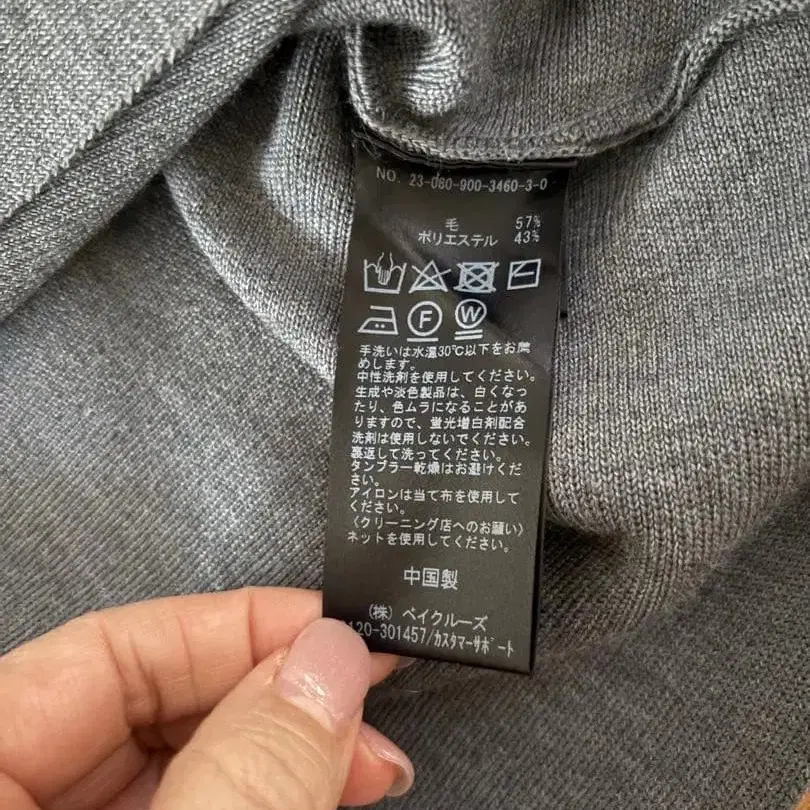 NO. 23-080-900-3460-3-0
毛 57%
ポリエステル 43%
F W
手洗いは水温30℃以下をお薦
めします。
中性洗剤を使用してください。
生成や淡色製品は、白くなっ
たり、色ムラになることがあ
りますので、蛍光増白剤配合
洗剤は使用しないでください。
裏返して洗ってください。
タンブラー乾燥はお避けくだ
さい。
アイロンは当て布を使用して
ください。
〈クリーニング店へのお願い〉
ネットを使用してください。
中国製
(株) ベイクルーズ
120-301457/カスタマーサポート